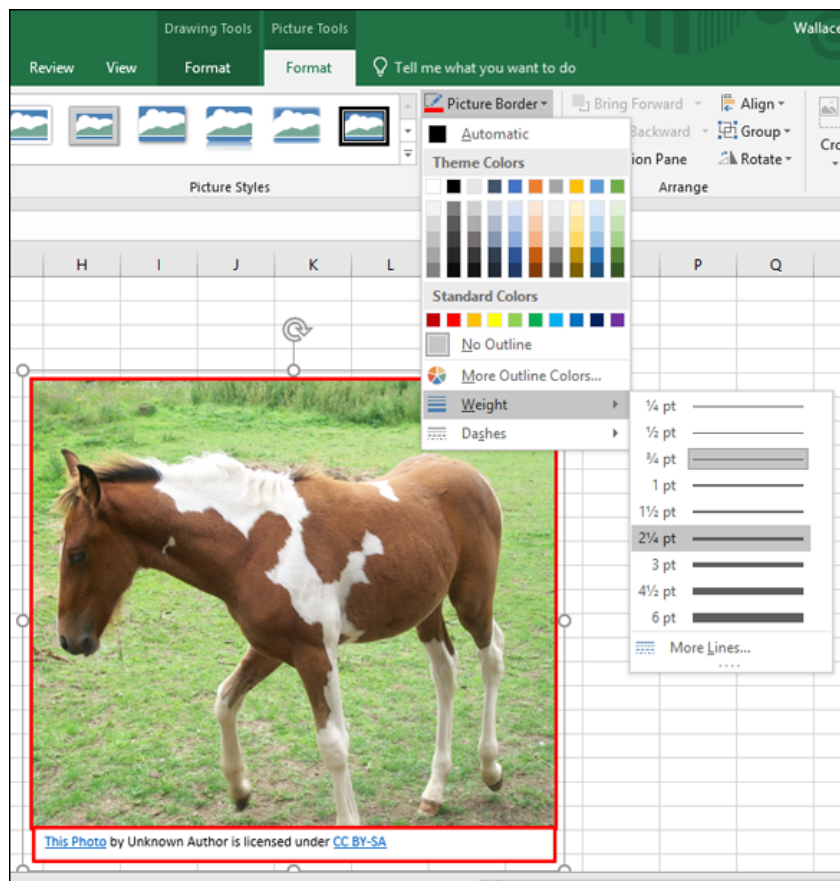 Drawing Tools Picture Tools Wallace
Review View Format Format Tell me what you want to do
Picture Border Bring Forward Align
Automatic Backward Group
Theme Colors ion Pane Rotate Cro
Picture Styles Arrange
H I J K L P Q
Standard Colors
No Outline
More Outline Colors...
Weight
Dashes
¼ pt
½ pt
¾ pt
1 pt
1½ pt
2¼ pt
3 pt
4½ pt
6 pt
More Lines...
This Photo by Unknown Author is licensed under CC BY-SA